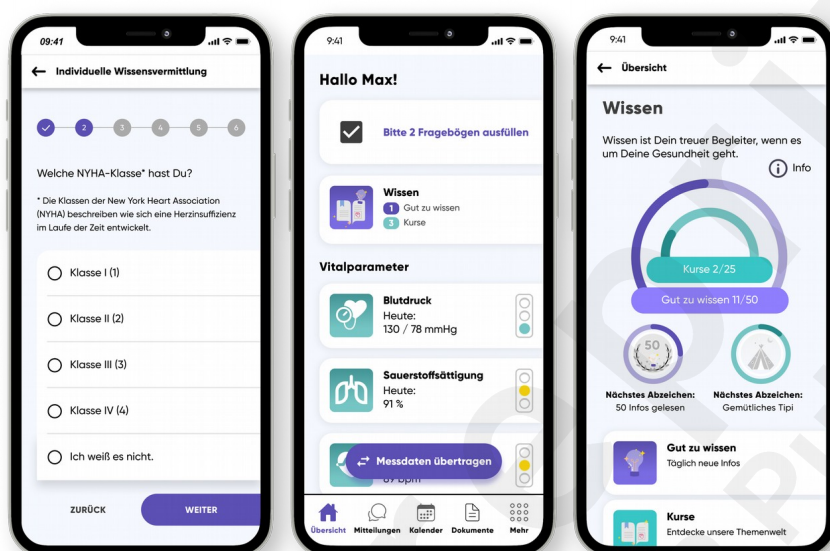 09:41
Individuelle Wissensvermittlung
2 3 4 5 6
Welche NYHA-Klasse* hast Du?
* Die Klassen der New York Heart Association
(NYHA) beschreiben wie sich eine Herzinsuffizienz
im Laufe der Zeit entwickelt.
Klasse I (1)
Klasse II (2)
Klasse III (3)
Klasse IV (4)
Ich weiß es nicht.
ZURÜCK WEITER
9:41
Hallo Max!
Bitte 2 Fragebögen ausfüllen
Wissen
1 Gut zu wissen
3 Kurse
Vitalparameter
Blutdruck
Heute:
130 / 78 mmHg
Sauerstoffsättigung
Heute:
91 %
Messdaten übertragen
69 bpm
Übersicht Mitteilungen Kalender Dokumente Mehr
9:41
Übersicht
Wissen
Wissen ist Dein treuer Begleiter, wenn es
um Deine Gesundheit geht.
Info
Kurse 2/25
Gut zu wissen 11/50
50
Nächstes Abzeichen: Nächstes Abzeichen:
50 Infos gelesen Gemütliches Tipi
Gut zu wissen
Täglich neue Infos
Kurse
Entdecke unsere Themenwelt